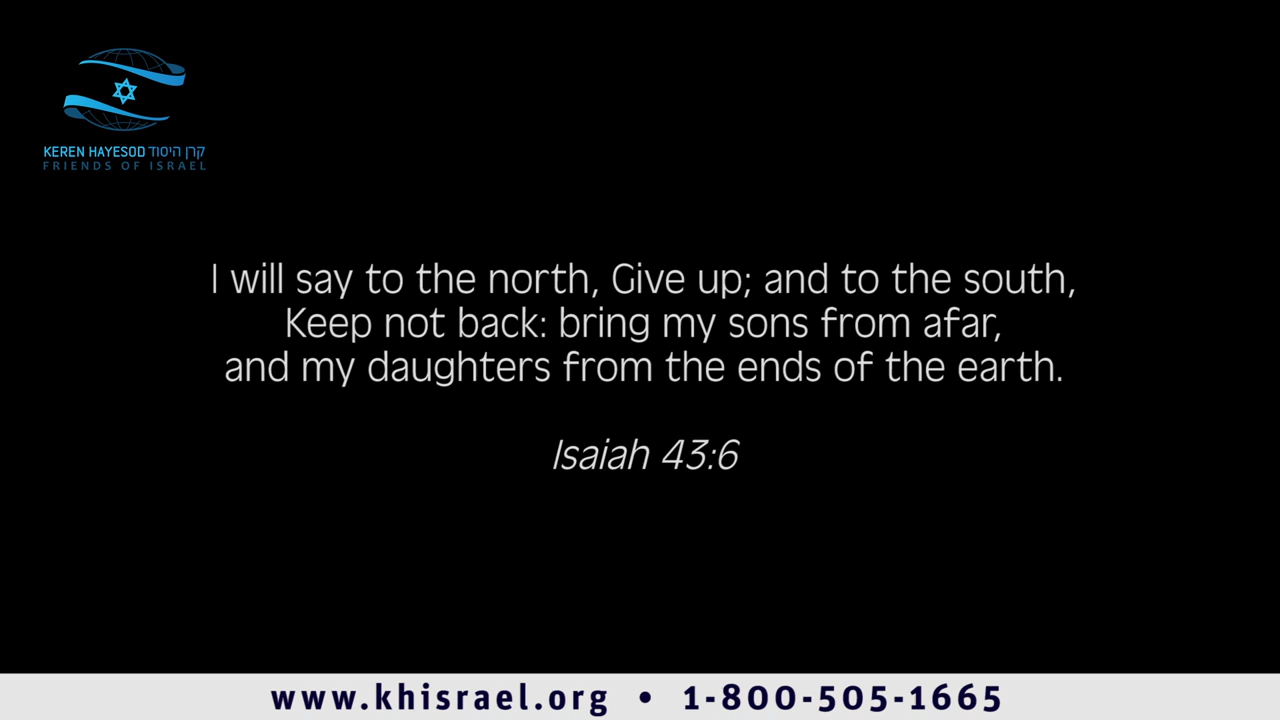 KEREN HAYESOD קרן היסוד
FRIENDS OF ISRAEL
I will say to the north, Give up; and to the south,
Keep not back: bring my sons from afar,
and my daughters from the ends of the earth.
Isaiah 43:6
www.khisrael.org • 1-800-505-1665